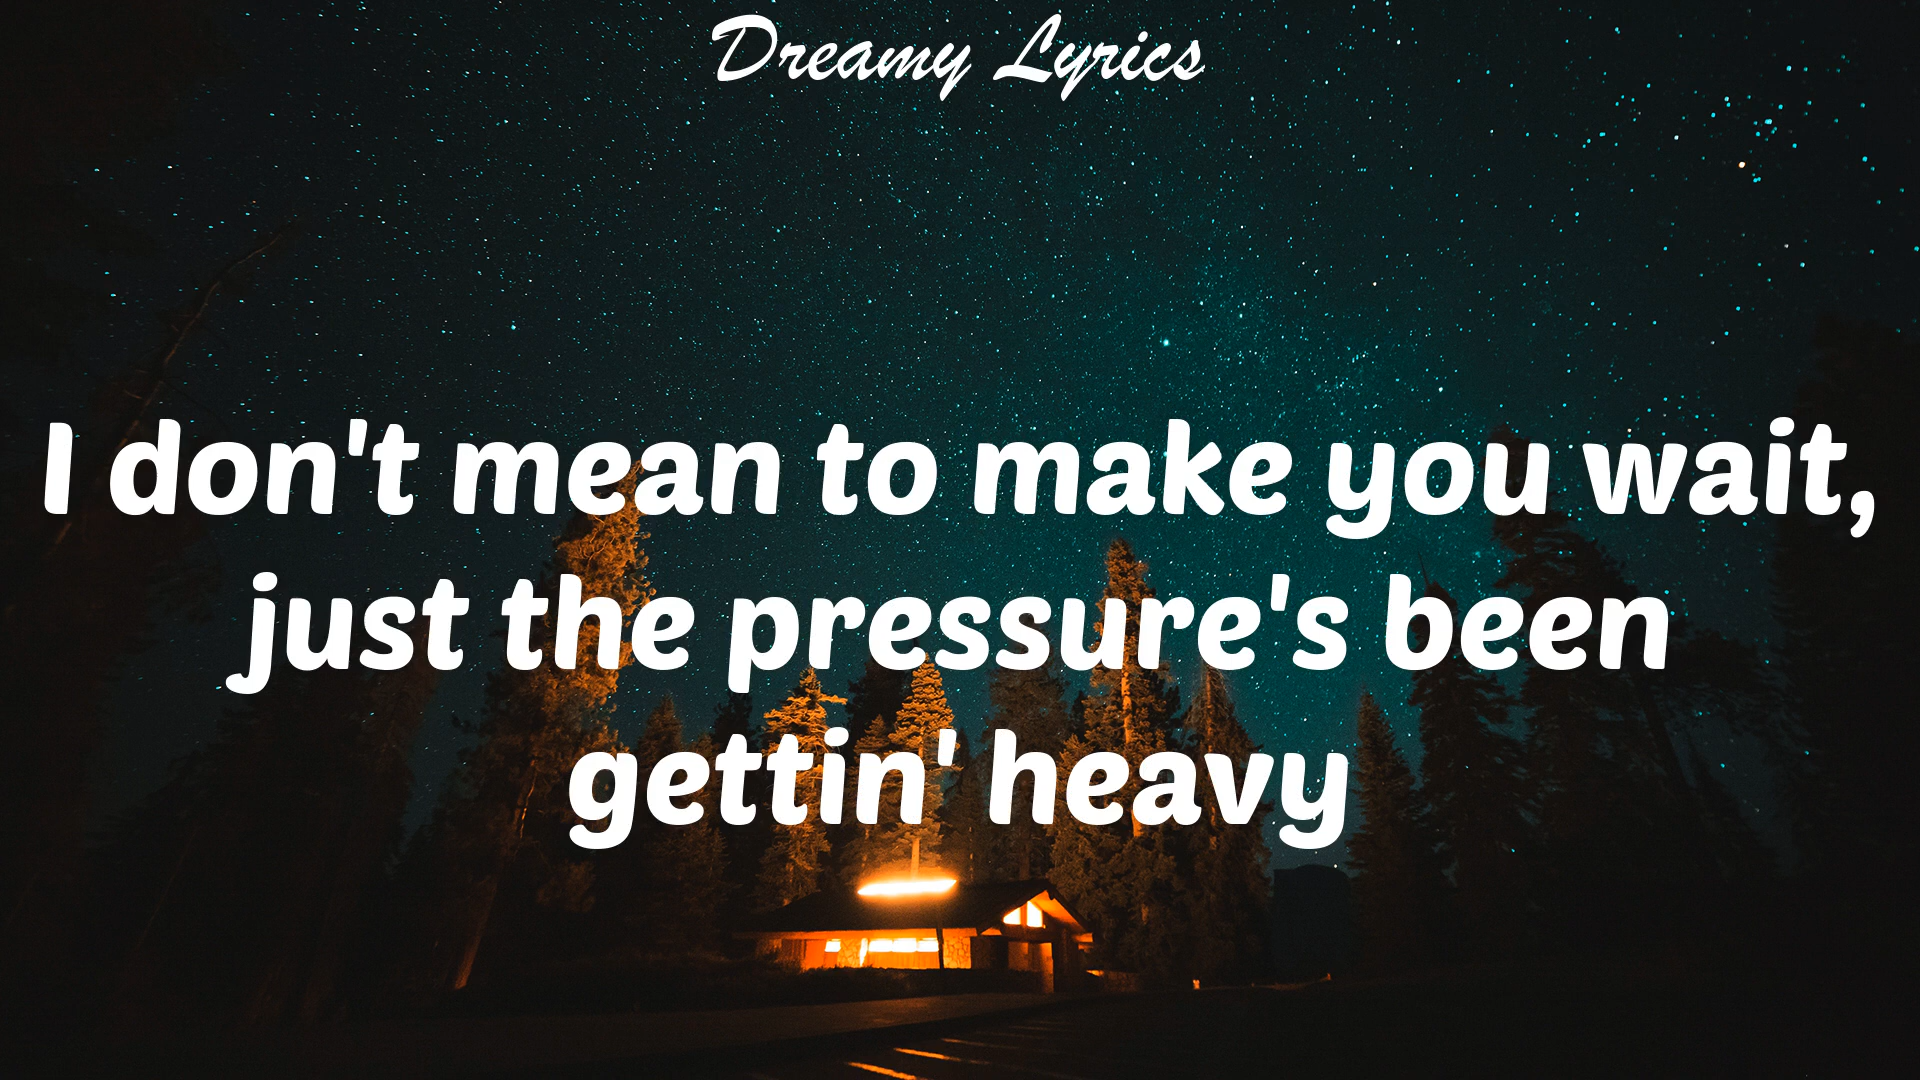 Dreamy Lyrics
I don't mean to make you wait,
just the pressure's been
gettin' heavy